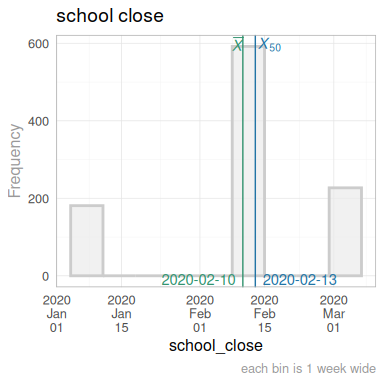 school close
600
400
200
0
Frequency
X̅
X50
2020-02-10
2020-02-13
2020 Jan 01
2020 Jan 15
2020 Feb 01
2020 Feb 15
2020 Mar 01
school_close
each bin is 1 week wide